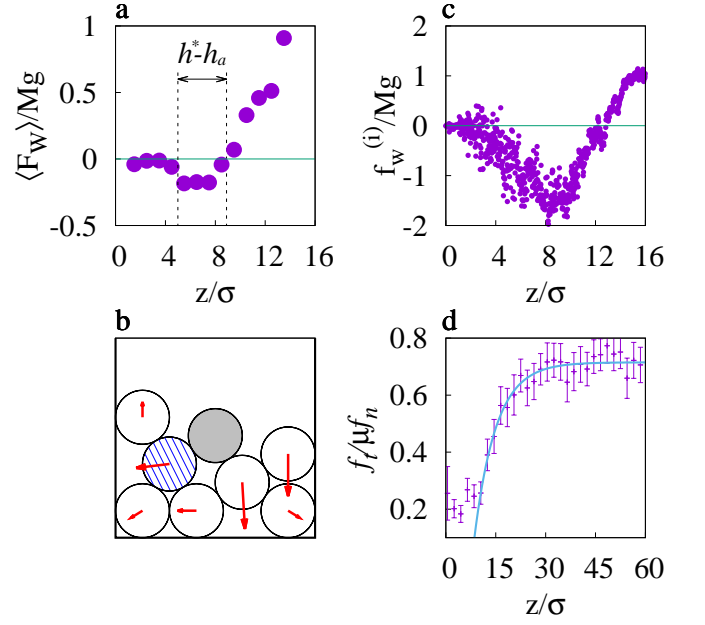 a
⟨F_W⟩/Mg
1
0.5
0
-0.5
h*-h_a
0 4 8 12 16
z/σ
c
f_w^(i)/Mg
2
1
0
-1
-2
0 4 8 12 16
z/σ
b
d
f_t/μf_n
0.8
0.6
0.4
0.2
0 15 30 45 60
z/σ